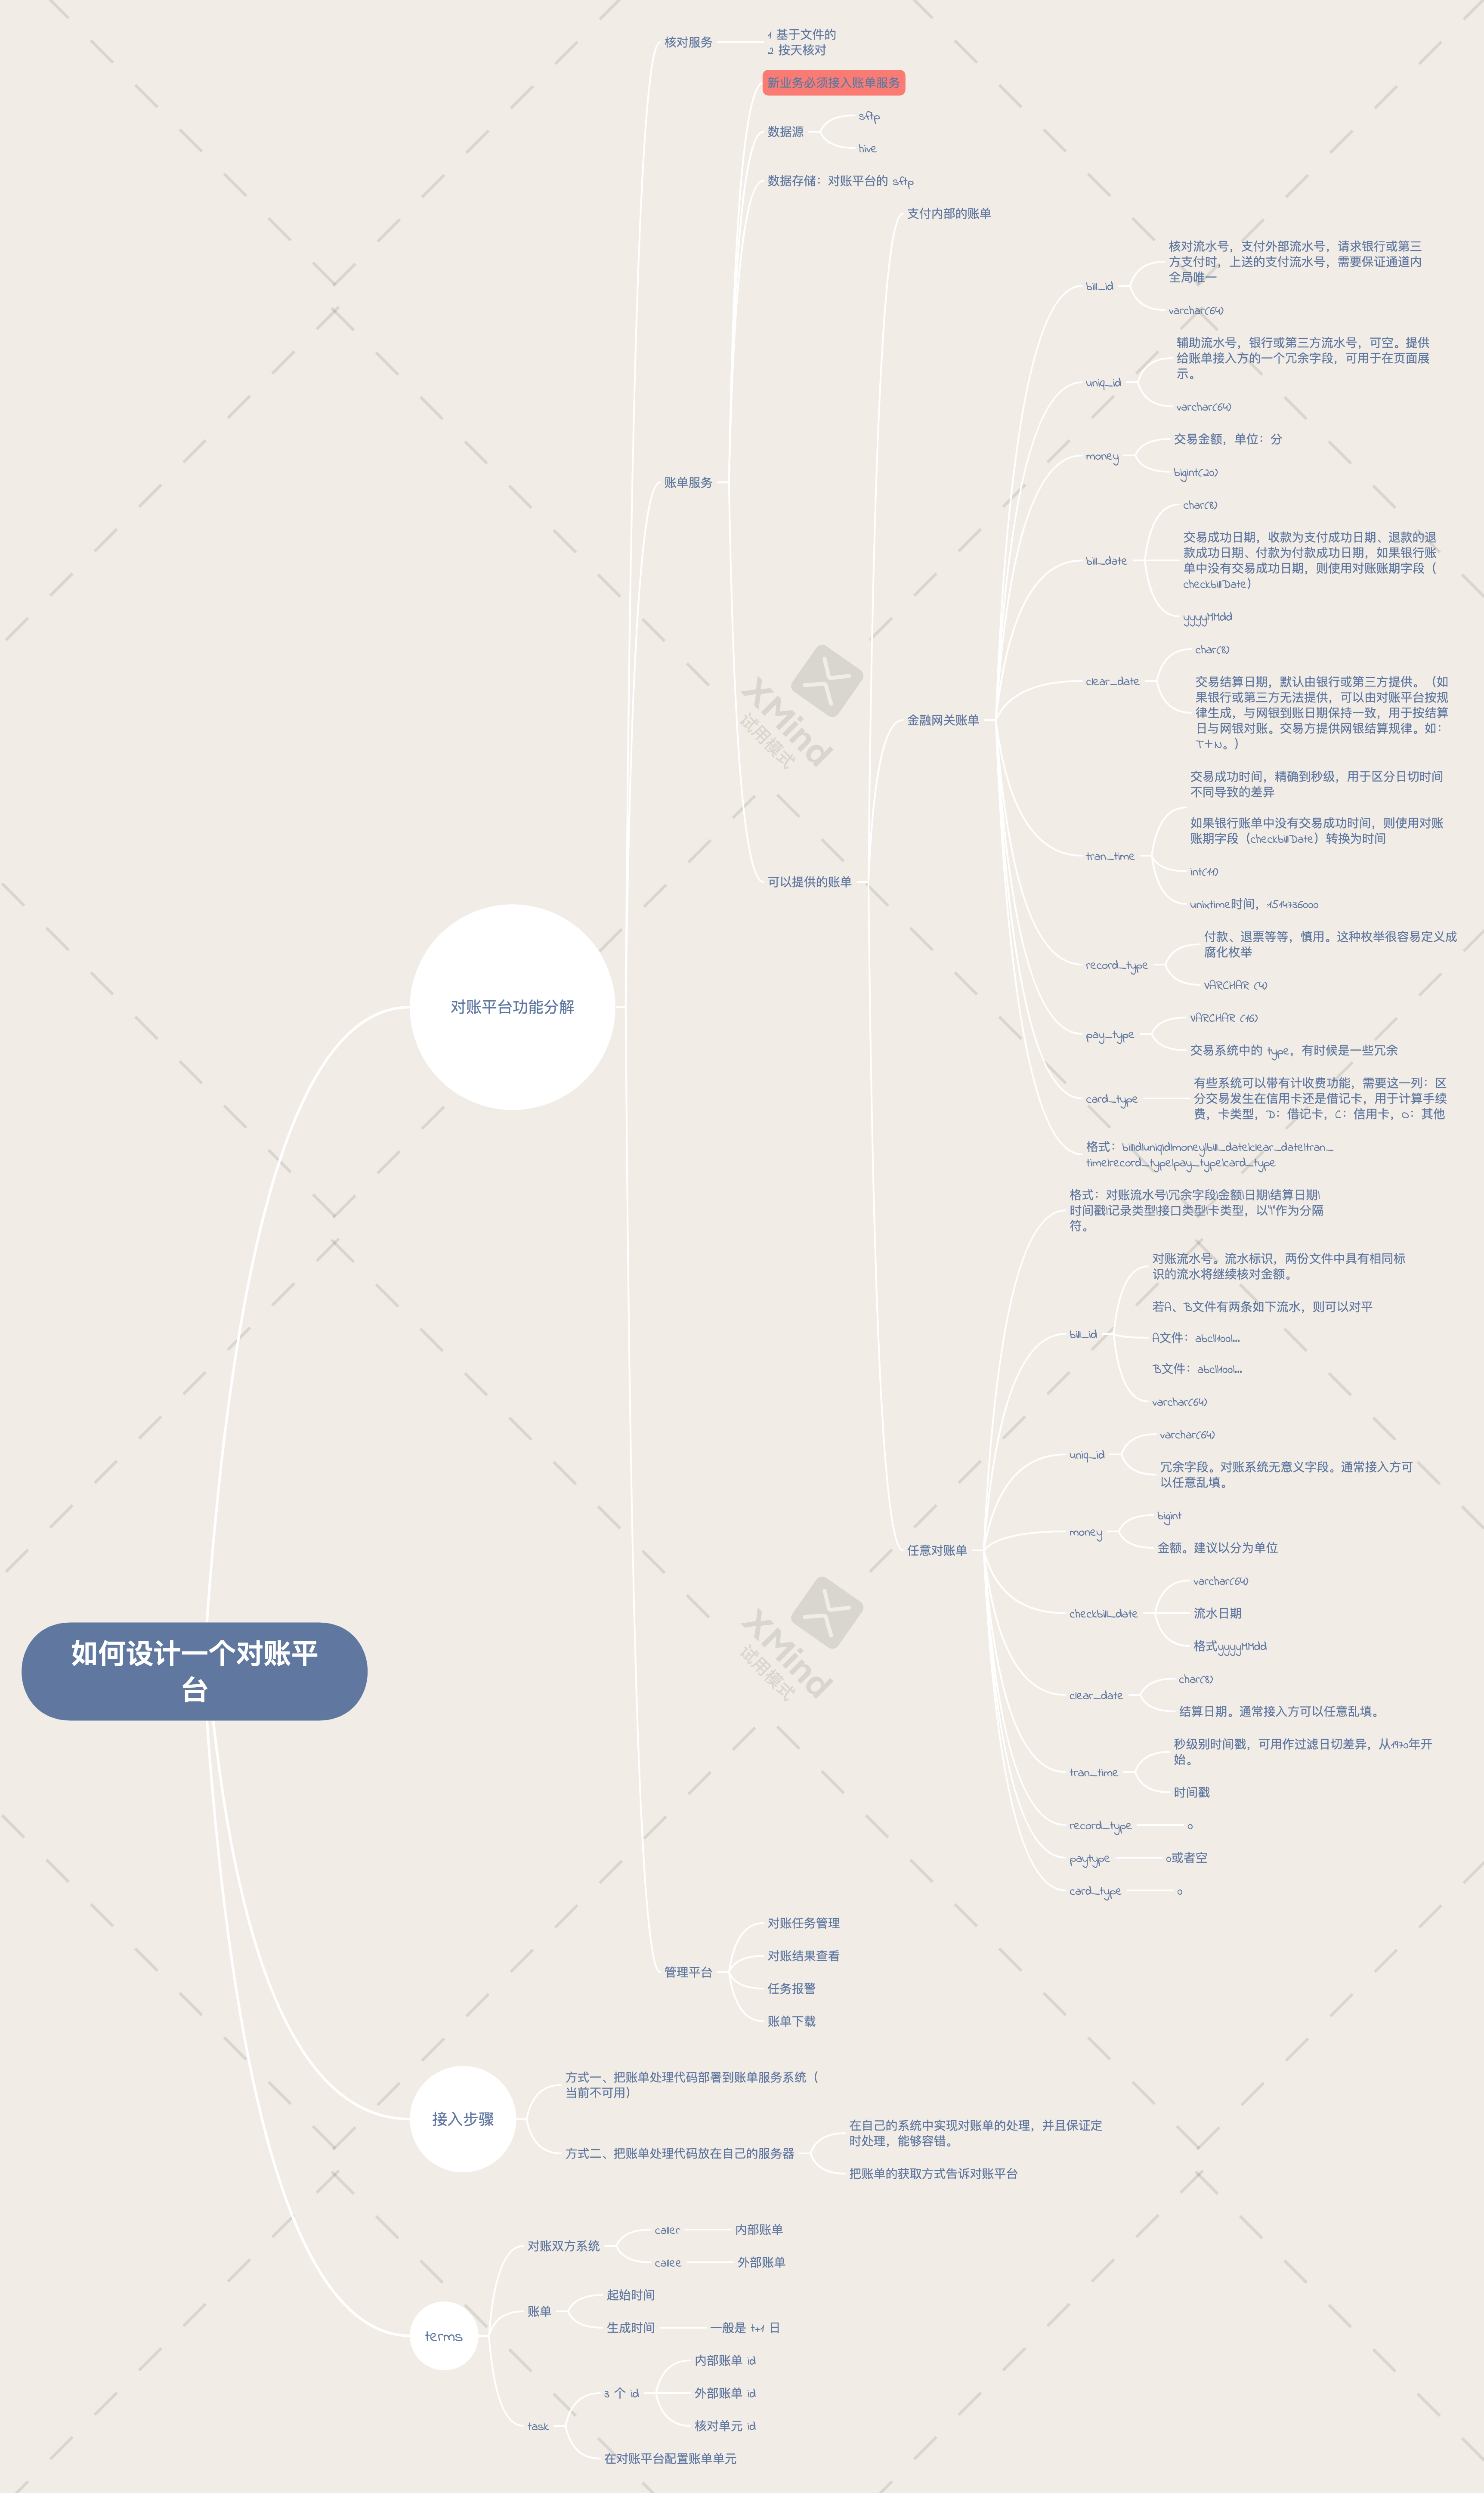 核对服务
1 基于文件的
2 按天核对
新业务必须接入账单服务
数据源
sftp
hive
数据存储：对账平台的 sftp
支付内部的账单
核对流水号，支付外部流水号，请求银行或第三
方支付时，上送的支付流水号，需要保证通道内
全局唯一
bill_id
varchar(64)
辅助流水号，银行或第三方流水号，可空。提供
给账单接入方的一个冗余字段，可用于在页面展
示。
uniq_id
varchar(64)
交易金额，单位：分
money
bigint(20)
账单服务
char(8)
交易成功日期，收款为支付成功日期、退款的退
款成功日期、付款为付款成功日期，如果银行账
单中没有交易成功日期，则使用对账账期字段（
checkbillDate）
bill_date
yyyyMMdd
char(8)
clear_date
交易结算日期，默认由银行或第三方提供。（如
果银行或第三方无法提供，可以由对账平台按规
律生成，与网银到账日期保持一致，用于按结算
日与网银对账。交易方提供网银结算规律。如：
T+N。）
金融网关账单
交易成功时间，精确到秒级，用于区分日切时间
不同导致的差异
如果银行账单中没有交易成功时间，则使用对账
账期字段（checkbillDate）转换为时间
tran_time
int(11)
unixtime时间，1514736000
可以提供的账单
付款、退票等等，慎用。这种枚举很容易定义成
腐化枚举
record_type
VARCHAR (4)
VARCHAR (16)
pay_type
交易系统中的 type，有时候是一些冗余
对账平台功能分解
有些系统可以带有计收费功能，需要这一列：区
分交易发生在信用卡还是借记卡，用于计算手续
费，卡类型，D：借记卡，C：信用卡，O：其他
card_type
格式：billid|uniqid|money|bill_date|clear_date|tran_
time|record_type|pay_type|card_type
格式：对账流水号|冗余字段|金额|日期|结算日期|
时间戳|记录类型|接口类型|卡类型，以"|"作为分隔
符。
对账流水号。流水标识，两份文件中具有相同标
识的流水将继续核对金额。
若A、B文件有两条如下流水，则可以对平
bill_id
A文件：abc|100|...
B文件：abc|100|...
varchar(64)
varchar(64)
uniq_id
冗余字段。对账系统无意义字段。通常接入方可
以任意乱填。
bigint
money
金额。建议以分为单位
任意对账单
varchar(64)
checkbill_date
流水日期
格式yyyyMMdd
char(8)
clear_date
结算日期。通常接入方可以任意乱填。
秒级别时间戳，可用作过滤日切差异，从1970年开
始。
tran_time
时间戳
record_type
0
paytype
0或者空
card_type
0
如何设计一个对账平
台
管理平台
对账任务管理
对账结果查看
任务报警
账单下载
接入步骤
方式一、把账单处理代码部署到账单服务系统（
当前不可用）
方式二、把账单处理代码放在自己的服务器
在自己的系统中实现对账单的处理，并且保证定
时处理，能够容错。
把账单的获取方式告诉对账平台
terms
对账双方系统
caller
内部账单
callee
外部账单
账单
起始时间
生成时间
一般是 t+1 日
task
3 个 id
内部账单 id
外部账单 id
核对单元 id
在对账平台配置账单单元
XMind
试用模式
XMind
试用模式